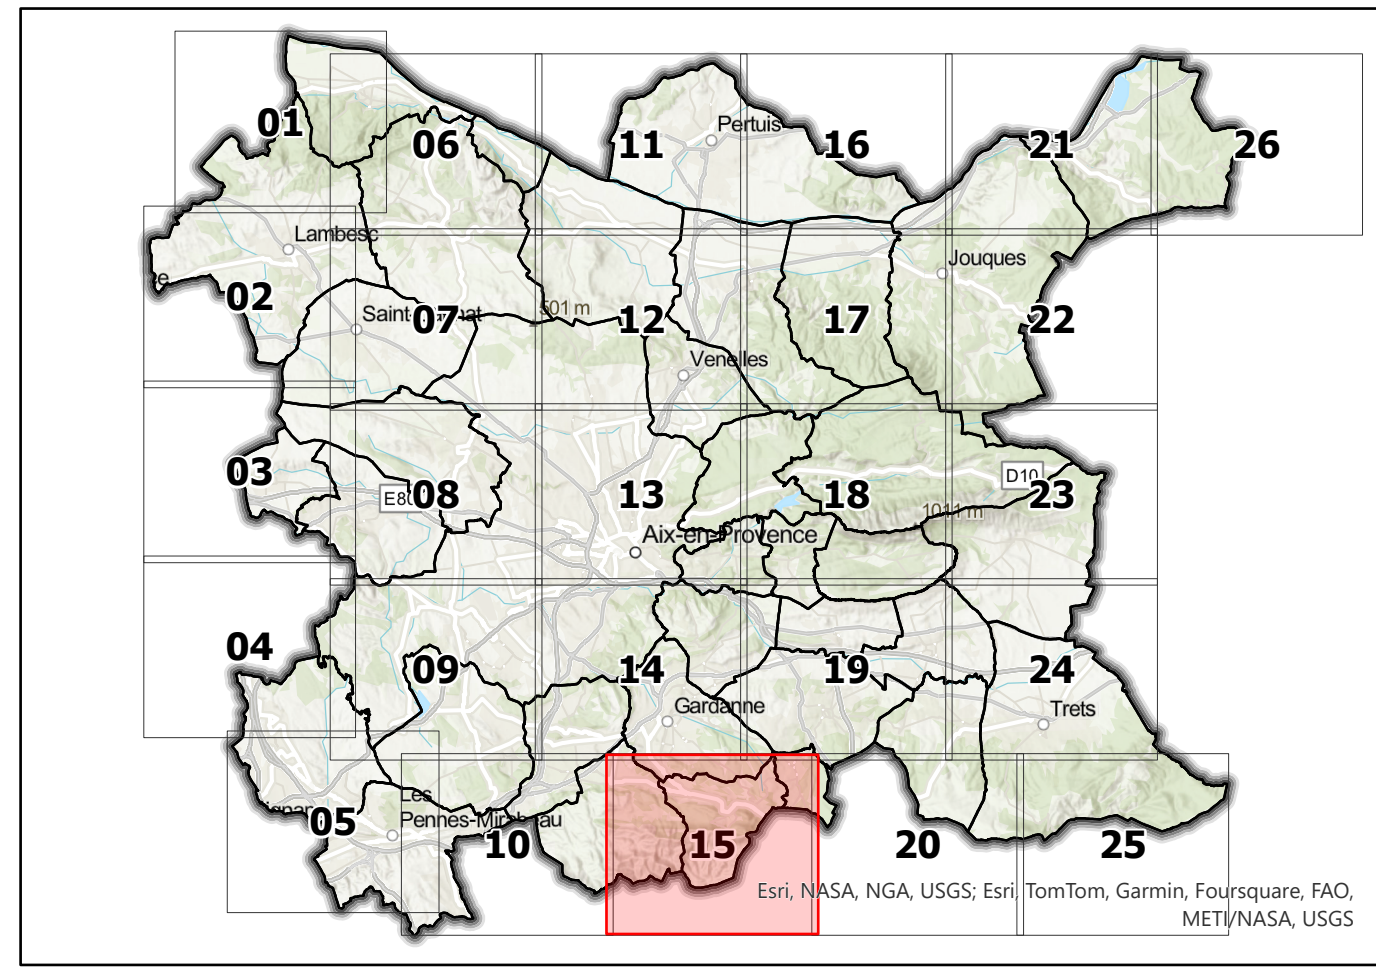 01
06
11
Pertuis
16
21
26
Lambesc
02
07
501 m
12
17
Jouques
22
Venelles
03
E80
08
13
18
D10
23
1011 m
Aix-en-Provence
04
09
14
Gardanne
19
24
Trets
05
Les
Pennes-Mirabeau
10
15
20
25
Esri, NASA, NGA, USGS; Esri, TomTom, Garmin, Foursquare, FAO,
METI/NASA, USGS